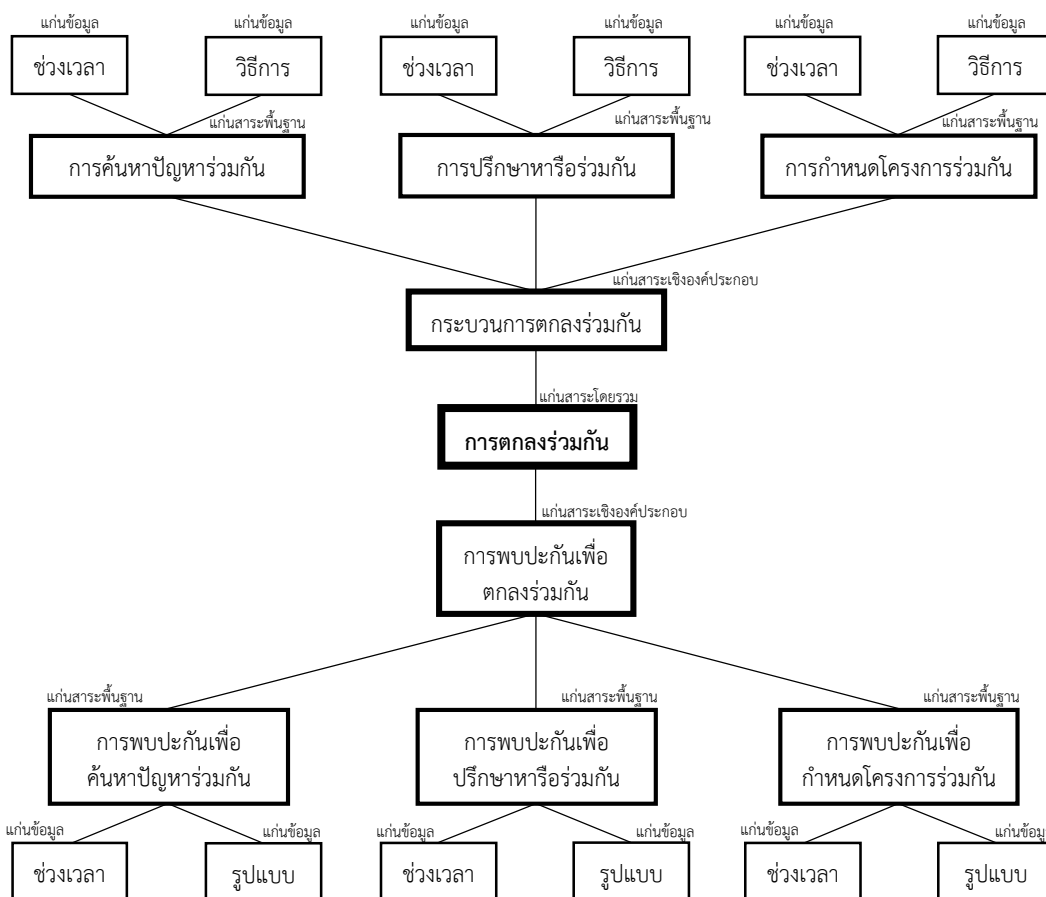 แก่นข้อมูล แก่นข้อมูล แก่นข้อมูล แก่นข้อมูล แก่นข้อมูล แก่นข้อมูล
ช่วงเวลา วิธีการ ช่วงเวลา วิธีการ ช่วงเวลา วิธีการ
แก่นสาระพื้นฐาน แก่นสาระพื้นฐาน แก่นสาระพื้นฐาน
การค้นหาปัญหาร่วมกัน การปรึกษาหารือร่วมกัน การกำหนดโครงการร่วมกัน
แก่นสาระเชิงองค์ประกอบ
กระบวนการตกลงร่วมกัน
แก่นสาระโดยรวม
การตกลงร่วมกัน
แก่นสาระเชิงองค์ประกอบ
การพบปะกันเพื่อ
ตกลงร่วมกัน
แก่นสาระพื้นฐาน แก่นสาระพื้นฐาน แก่นสาระพื้นฐาน
การพบปะกันเพื่อ การพบปะกันเพื่อ การพบปะกันเพื่อ
ค้นหาปัญหาร่วมกัน ปรึกษาหารือร่วมกัน กำหนดโครงการร่วมกัน
แก่นข้อมูล แก่นข้อมูล แก่นข้อมูล แก่นข้อมูล แก่นข้อมูล แก่นข้อมูล
ช่วงเวลา รูปแบบ ช่วงเวลา รูปแบบ ช่วงเวลา รูปแบบ